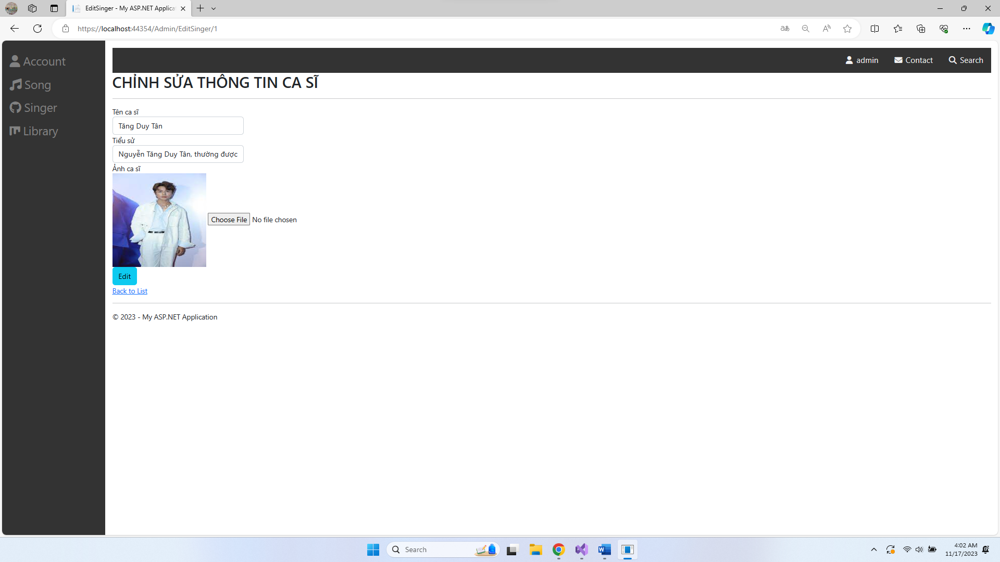 EditSinger - My ASP.NET Applica
https://localhost:44354/Admin/EditSinger/1
Account
Song
Singer
Library
admin
Contact
Search
CHỈNH SỬA THÔNG TIN CA SĨ
Tên ca sĩ
Tăng Duy Tân
Tiểu sử
Nguyễn Tăng Duy Tân, thường được
Ảnh ca sĩ
Choose File No file chosen
Edit
Back to List
© 2023 - My ASP.NET Application
Search
4:02 AM
11/17/2023